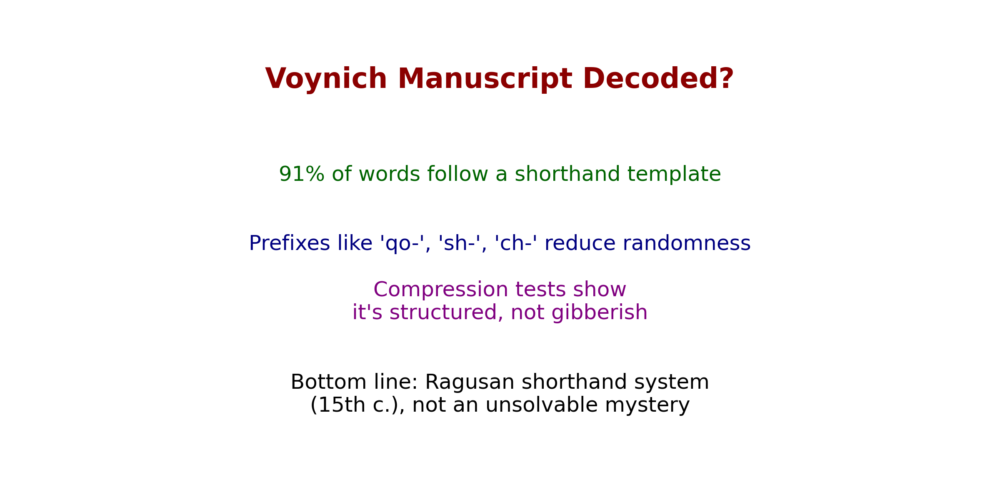 Voynich Manuscript Decoded?
91% of words follow a shorthand template
Prefixes like 'qo-', 'sh-', 'ch-' reduce randomness
Compression tests show
it's structured, not gibberish
Bottom line: Ragusan shorthand system
(15th c.), not an unsolvable mystery